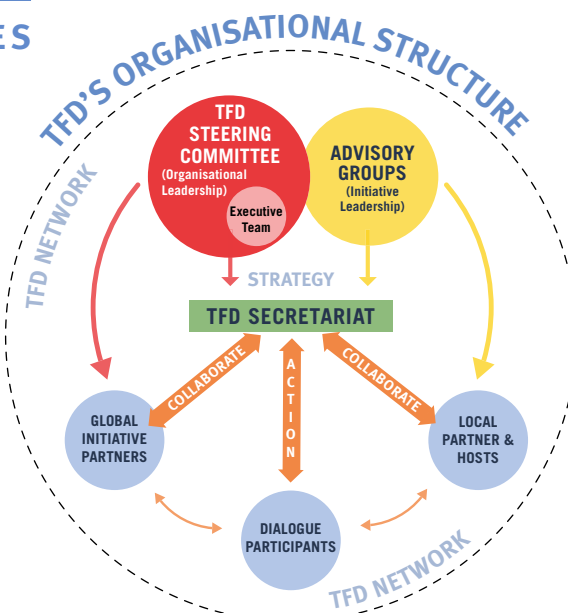 ES
TFD'S ORGANISATIONAL STRUCTURE
TFD NETWORK
TFD
STEERING
COMMITTEE
(Organisational
Leadership)
Executive
Team
ADVISORY
GROUPS
(Initiative
Leadership)
STRATEGY
TFD SECRETARIAT
COLLABORATE
ACTION
COLLABORATE
GLOBAL
INITIATIVE
PARTNERS
LOCAL
PARTNER &
HOSTS
DIALOGUE
PARTICIPANTS
TFD NETWORK